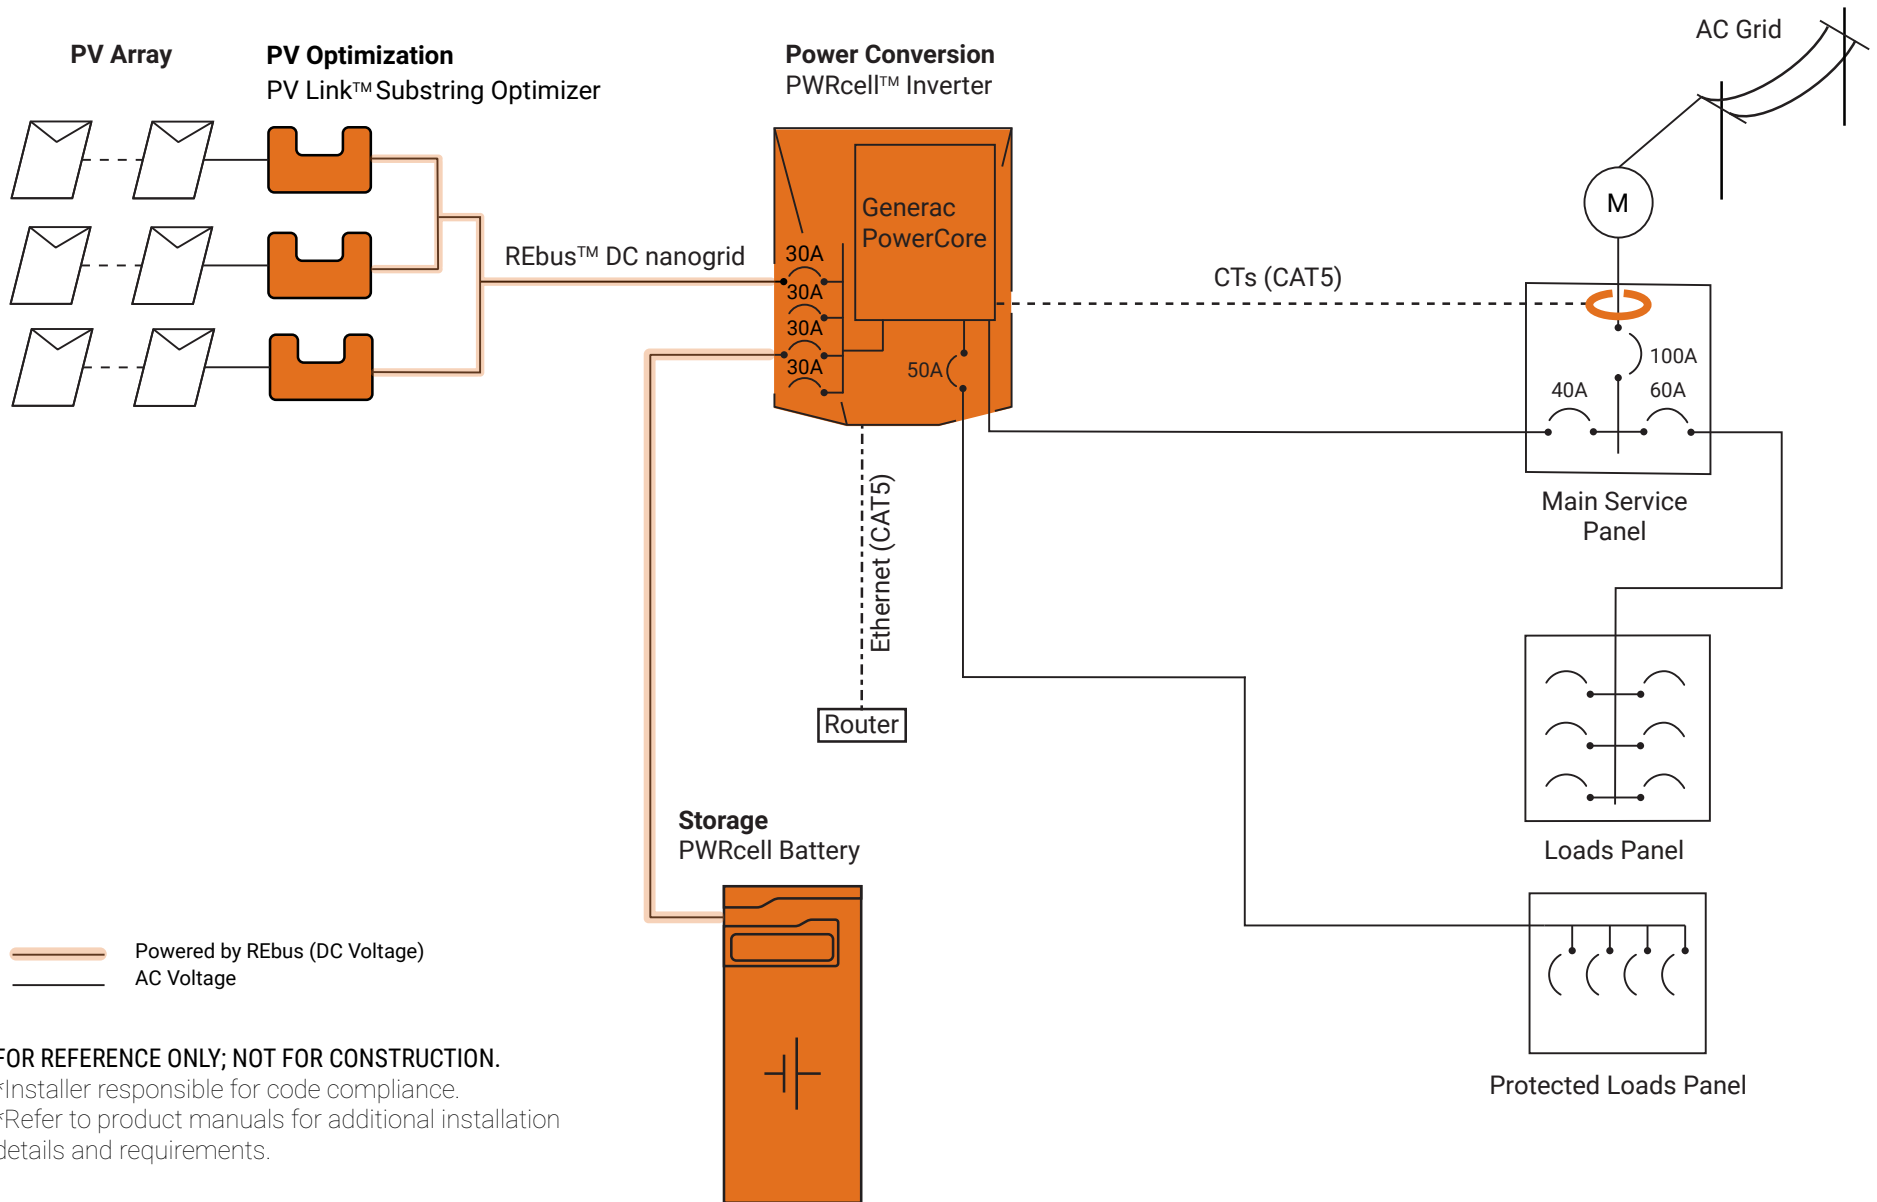 PV Array
PV Optimization
PV Link™ Substring Optimizer
Power Conversion
PWRcell™ Inverter
AC Grid
Generac
PowerCore
M
REbus™ DC nanogrid
30A
30A
30A
30A
50A
CTs (CAT5)
100A
40A
60A
Main Service
Panel
Ethernet (CAT5)
Router
Storage
PWRcell Battery
Loads Panel
Protected Loads Panel
Powered by REbus (DC Voltage)
AC Voltage
FOR REFERENCE ONLY; NOT FOR CONSTRUCTION.
*Installer responsible for code compliance.
*Refer to product manuals for additional installation
details and requirements.